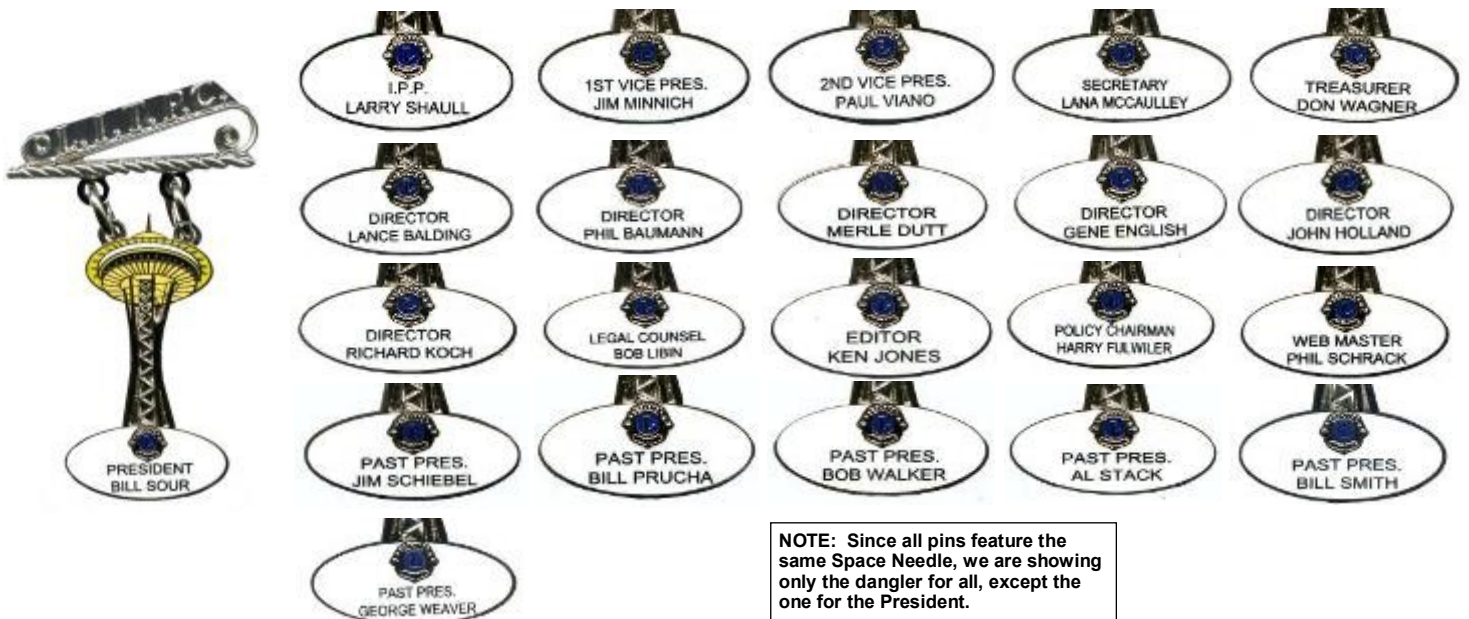 L.I.T.P.C.
PRESIDENT
BILL SOUR
I.P.P.
LARRY SHAULL
1ST VICE PRES.
JIM MINNICH
2ND VICE PRES.
PAUL VIANO
SECRETARY
LANA MCCAULLEY
TREASURER
DON WAGNER
DIRECTOR
LANCE BALDING
DIRECTOR
PHIL BAUMANN
DIRECTOR
MERLE DUTT
DIRECTOR
GENE ENGLISH
DIRECTOR
JOHN HOLLAND
DIRECTOR
RICHARD KOCH
LEGAL COUNSEL
BOB LIBIN
EDITOR
KEN JONES
POLICY CHAIRMAN
HARRY FULWILER
WEB MASTER
PHIL SCHRACK
PAST PRES.
JIM SCHIEBEL
PAST PRES.
BILL PRUCHA
PAST PRES.
BOB WALKER
PAST PRES.
AL STACK
PAST PRES.
BILL SMITH
PAST PRES.
GEORGE WEAVER
NOTE: Since all pins feature the
same Space Needle, we are showing
only the dangler for all, except the
one for the President.